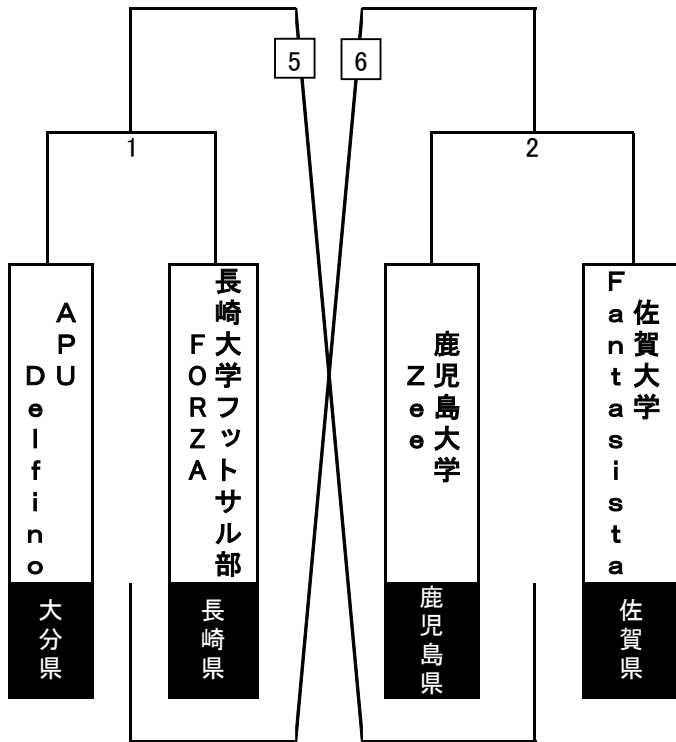 5
6
1
2
APU
Delfino
長崎大学フットサル部
FORZA
鹿児島大学
Zee
佐賀大学
Fantasista
大分県
長崎県
鹿児島県
佐賀県